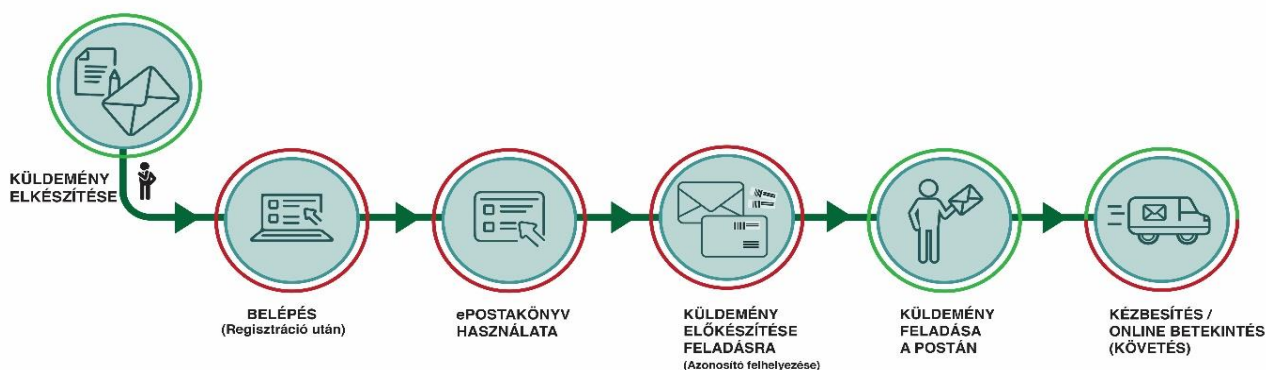 KÜLDEMÉNY
ELKÉSZÍTÉSE
BELÉPÉS
(Regisztráció után)
ePOSTAKÖNYV
HASZNÁLATA
KÜLDEMÉNY
ELŐKÉSZÍTÉSE
FELADÁSRA
(Azonosító felhelyezése)
KÜLDEMÉNY
FELADÁSA
A POSTÁN
KÉZBESÍTÉS /
ONLINE BETEKINTÉS
(KÖVETÉS)